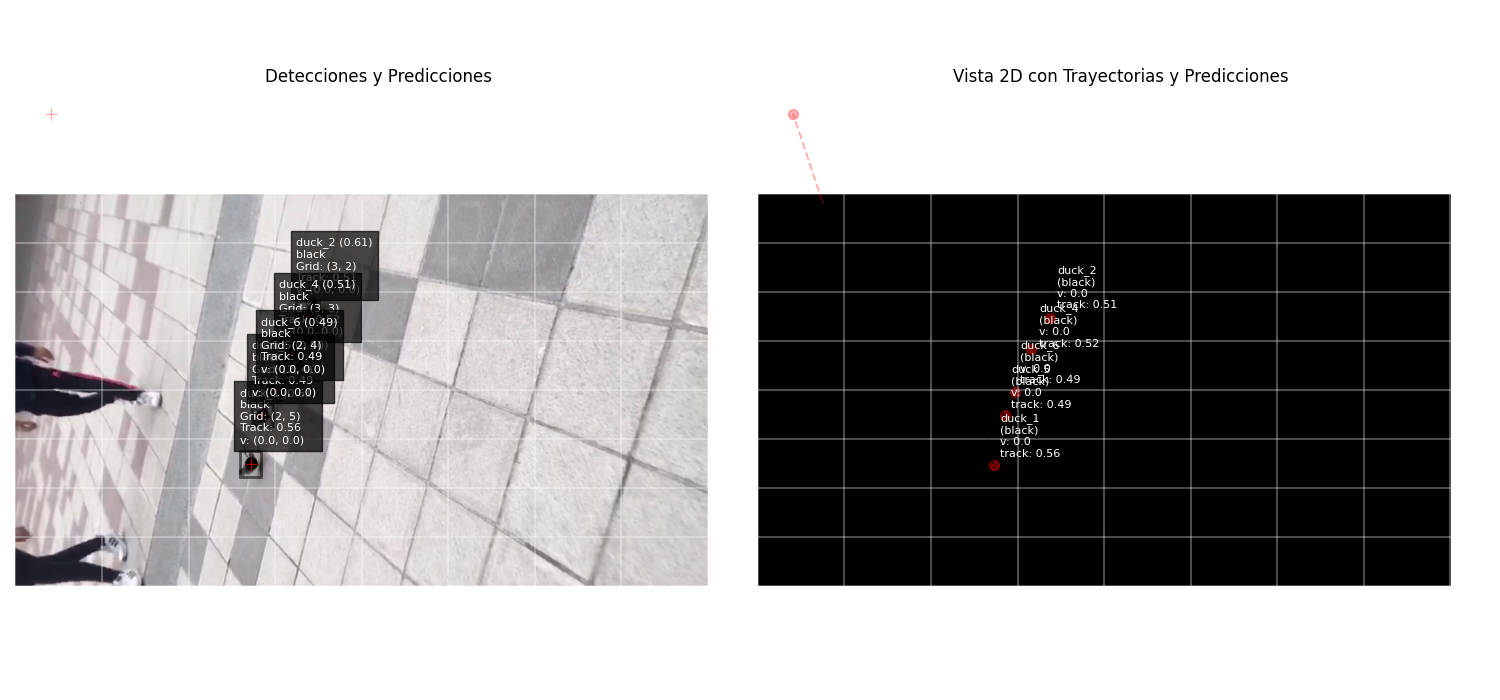 Detecciones y Predicciones
duck_2 (0.61)
black
Grid: (3, 2)
duck_4 (0.51)
black
Grid: (3, 3)
duck_6 (0.49)
black
Grid: (2, 4)
Track: 0.49
v: (0.0, 0.0)
Track: 0.49
v: (0.0, 0.0)
black
Grid: (2, 5)
Track: 0.56
v: (0.0, 0.0)
Vista 2D con Trayectorias y Predicciones
duck_2
(black)
v: 0.0
track: 0.51
duck_4
(black)
v: 0.0
track: 0.52
(black)
track: 0.49
v: 0.0
track: 0.49
duck_1
(black)
v: 0.0
track: 0.56